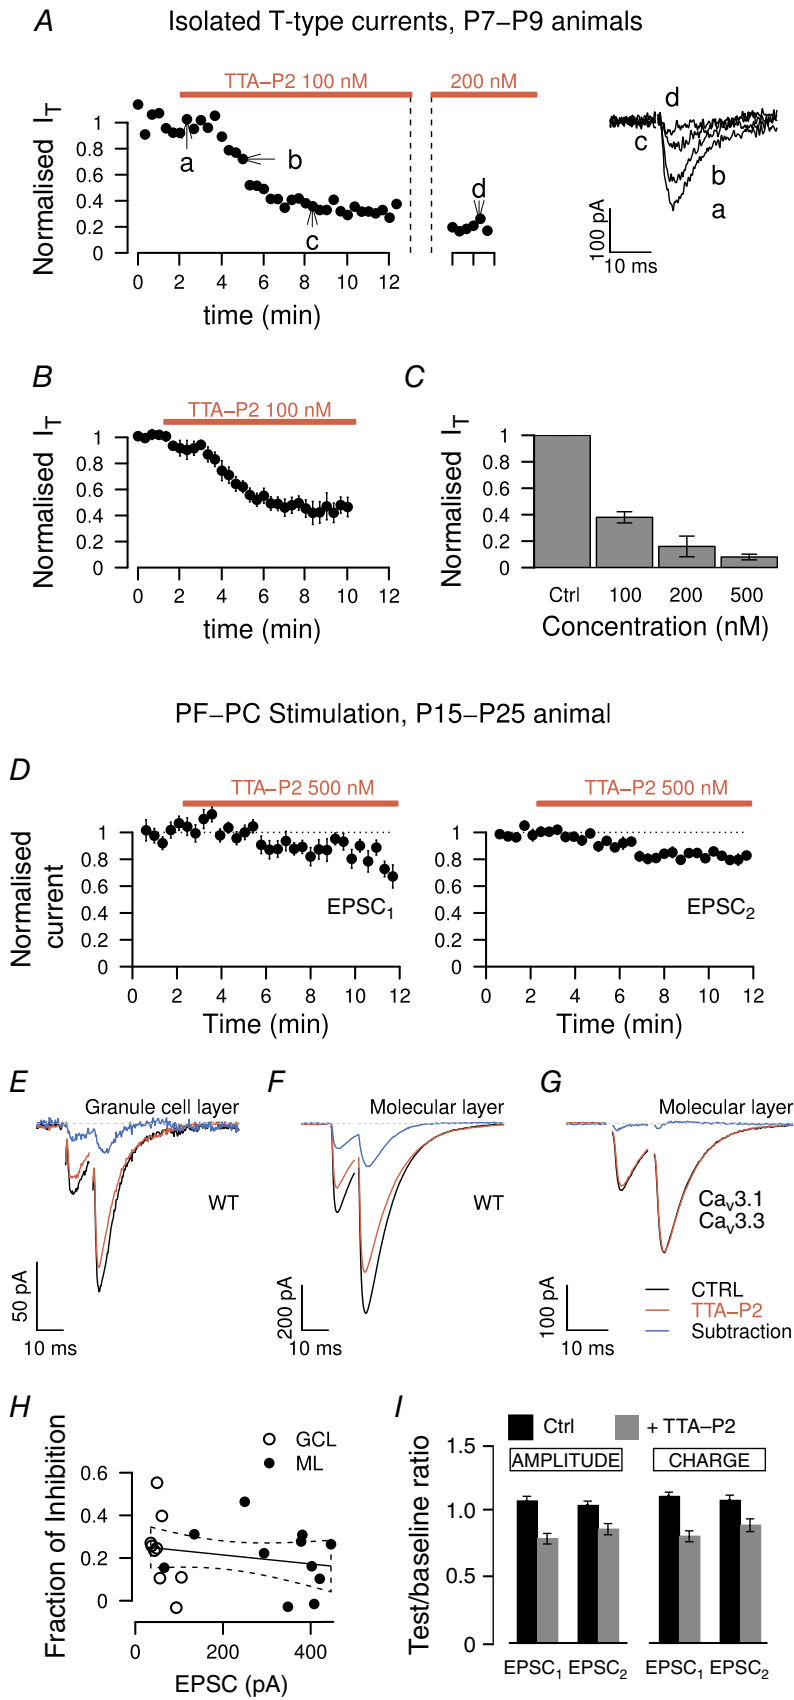 A
Isolated T-type currents, P7–P9 animals
TTA–P2 100 nM
200 nM
Normalised I_T
1
0.8
0.6
0.4
0.2
0
a
b
c
d
0 2 4 6 8 10 12
time (min)
d
c
b
a
100 pA
10 ms
B
TTA–P2 100 nM
Normalised I_T
1
0.8
0.6
0.4
0.2
0
0 2 4 6 8 10 12
time (min)
C
Normalised I_T
1
0.8
0.6
0.4
0.2
0
Ctrl 100 200 500
Concentration (nM)
PF–PC Stimulation, P15–P25 animal
D
TTA–P2 500 nM
Normalised
current
1
0.8
0.6
0.4
0.2
0
EPSC1
0 2 4 6 8 10 12
Time (min)
TTA–P2 500 nM
1
0.8
0.6
0.4
0.2
0
EPSC2
0 2 4 6 8 10 12
Time (min)
E
Granule cell layer
WT
50 pA
10 ms
F
Molecular layer
WT
200 pA
10 ms
G
Molecular layer
Cav3.1
Cav3.3
100 pA
10 ms
CTRL
TTA–P2
Subtraction
H
GCL
ML
Fraction of Inhibition
0.6
0.4
0.2
0
0 200 400
EPSC (pA)
I
Ctrl
+ TTA–P2
AMPLITUDE
CHARGE
Test/baseline ratio
1.5
1.0
0.5
0
EPSC1 EPSC2 EPSC1 EPSC2